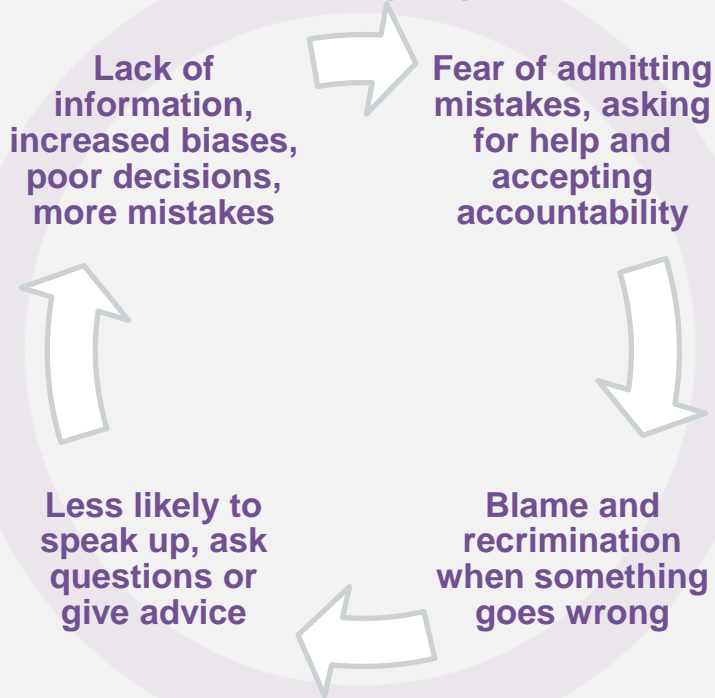 Lack of
information,
increased biases,
poor decisions,
more mistakes
Fear of admitting
mistakes, asking
for help and
accepting
accountability
Blame and
recrimination
when something
goes wrong
Less likely to
speak up, ask
questions or
give advice